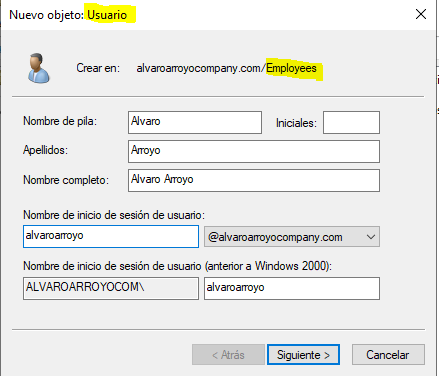 Nuevo objeto: Usuario
Crear en: alvaroarroyocompany.com/Employees
Nombre de pila: Alvaro Iniciales:
Apellidos: Arroyo
Nombre completo: Alvaro Arroyo
Nombre de inicio de sesión de usuario:
alvaroarroyo @alvaroarroyocompany.com
Nombre de inicio de sesión de usuario (anterior a Windows 2000):
ALVAROARROYOCOM\ alvaroarroyo
< Atrás Siguiente > Cancelar